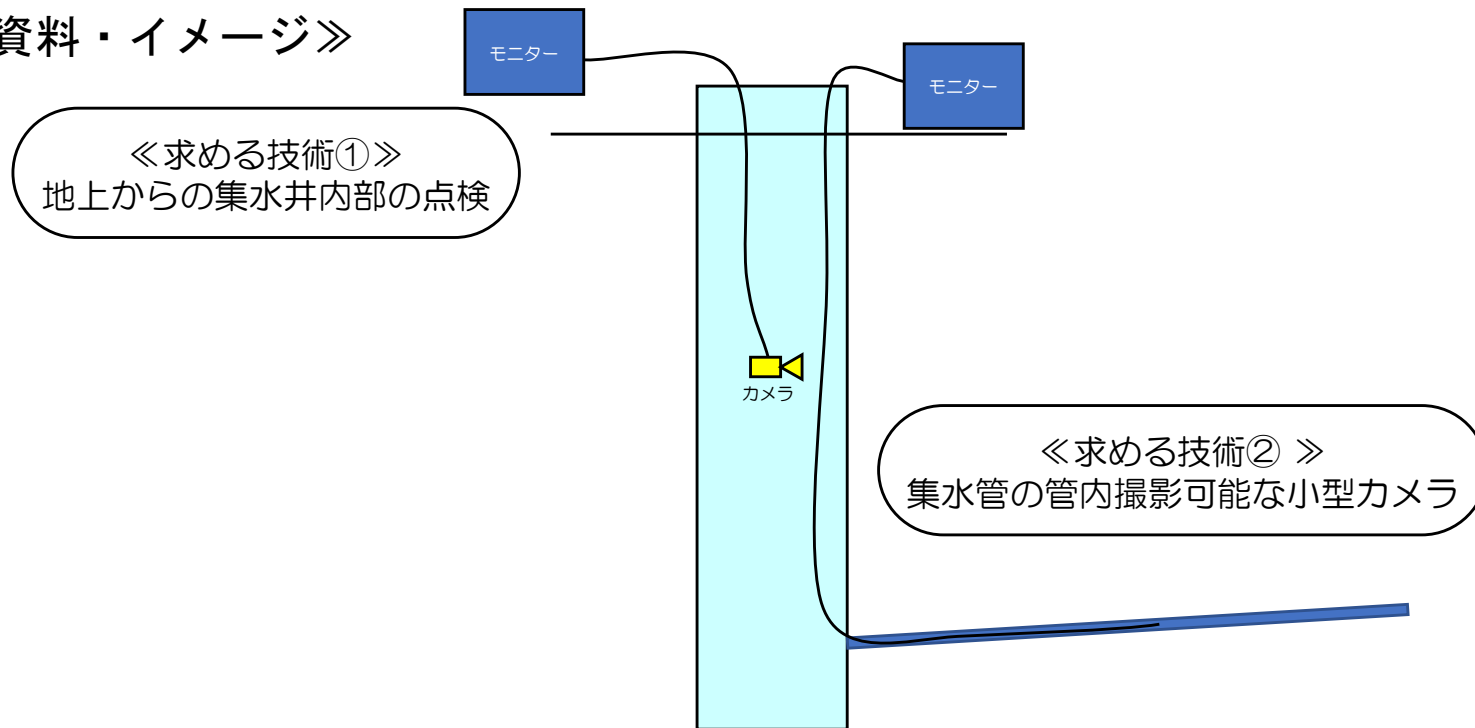 資料・イメージ≫
モニター
モニター
≪求める技術①≫
地上からの集水井内部の点検
カメラ
≪求める技術② ≫
集水管の管内撮影可能な小型カメラ